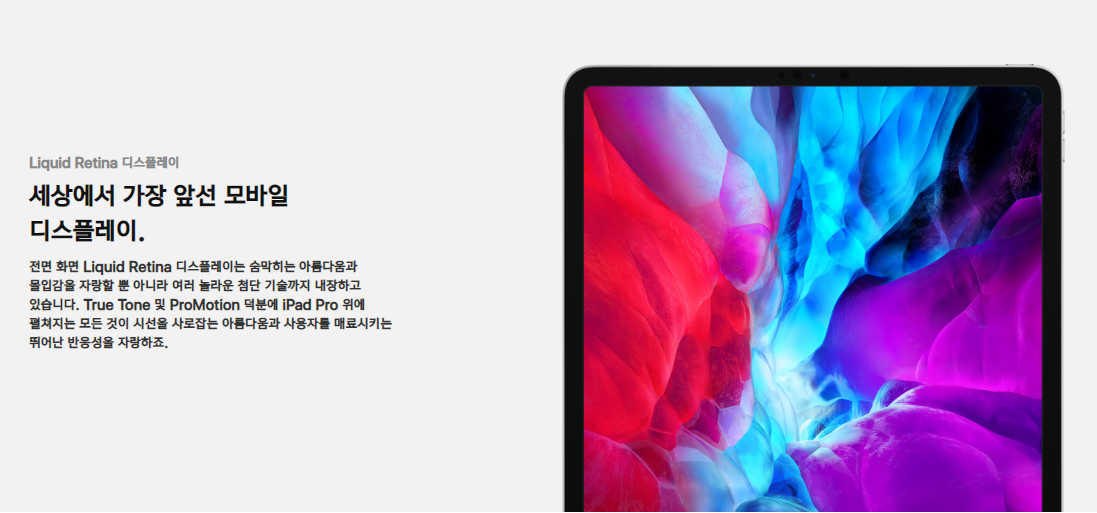 Liquid Retina 디스플레이
세상에서 가장 앞선 모바일
디스플레이.
전면 화면 Liquid Retina 디스플레이는 숨막히는 아름다움과
몰입감을 자랑할 뿐 아니라 여러 놀라운 첨단 기술까지 내장하고
있습니다. True Tone 및 ProMotion 덕분에 iPad Pro 위에
펼쳐지는 모든 것이 시선을 사로잡는 아름다움과 사용자를 매료시키는
뛰어난 반응성을 자랑하죠.